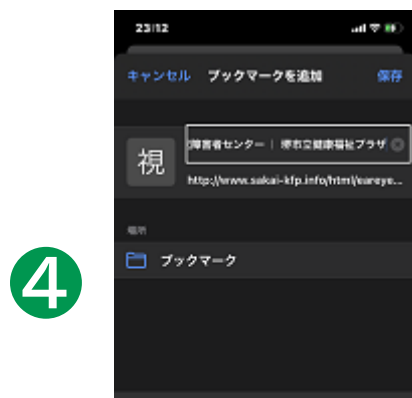 23:12
キャンセル
ブックマークを追加
保存
視
障害者センター | 堺市立健康福祉プラザ
http://www.sakai-kfp.info/html/eareye...
場所
ブックマーク
4